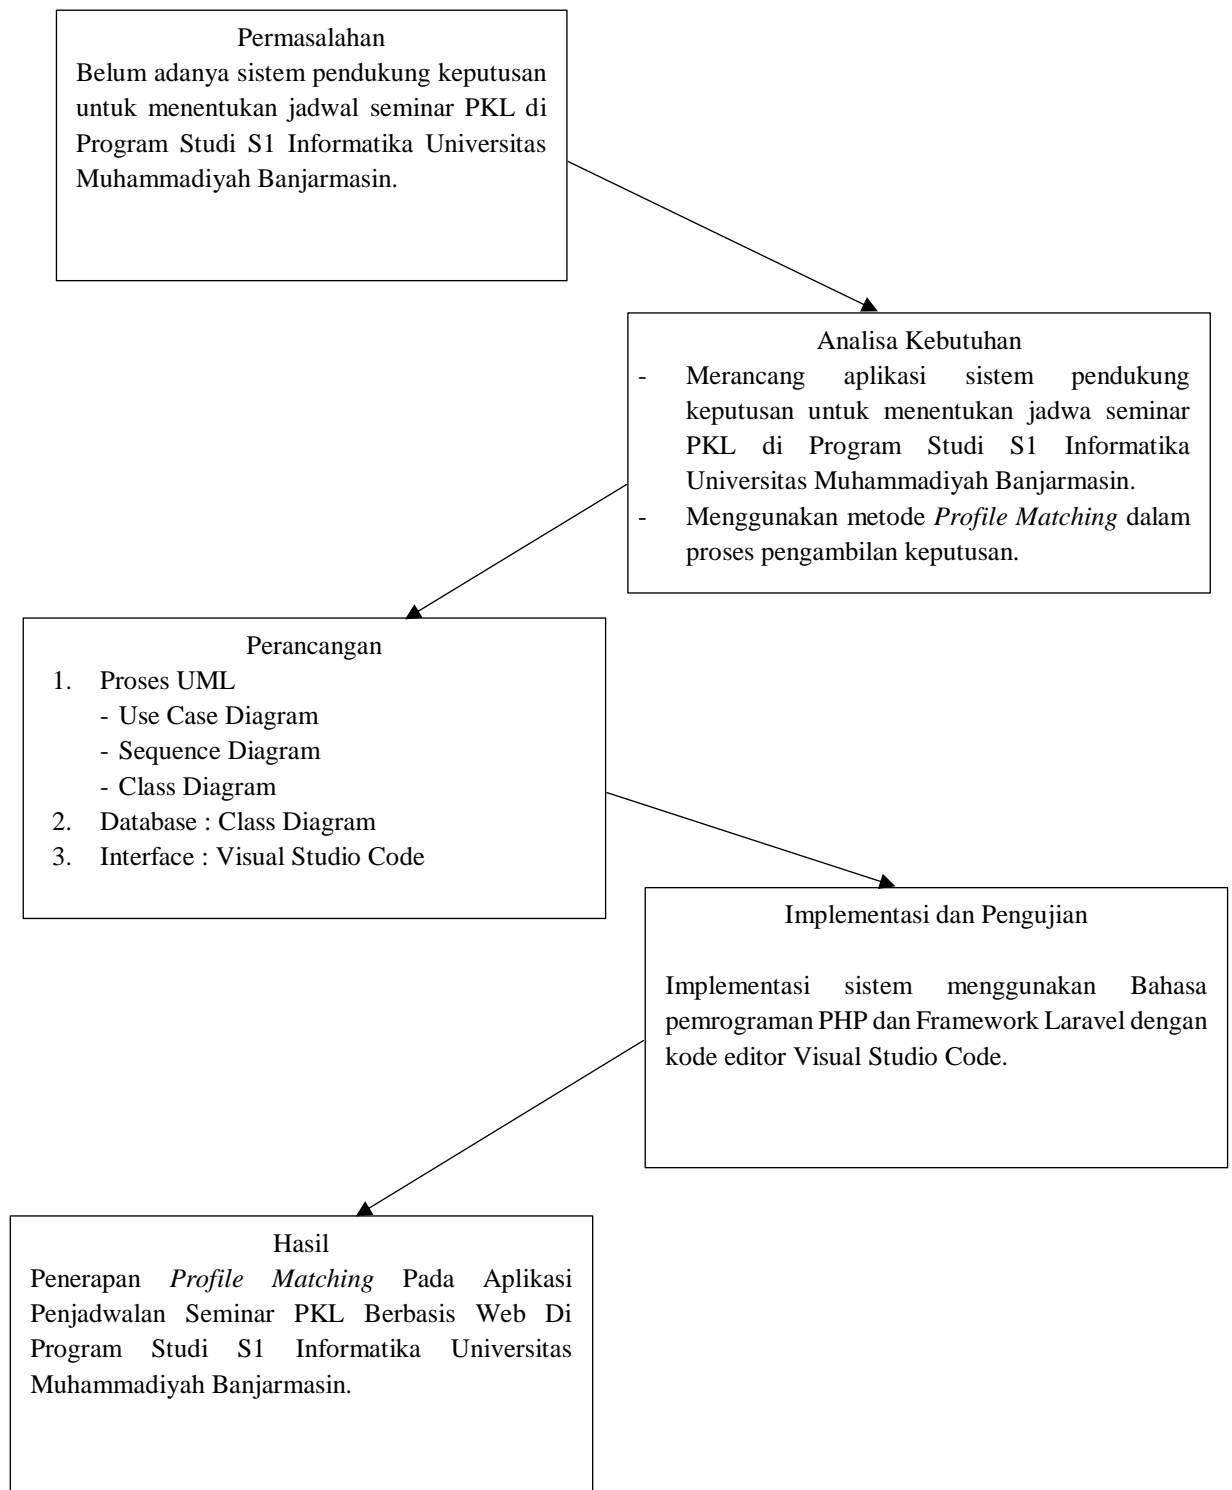 Permasalahan
Belum adanya sistem pendukung keputusan
untuk menentukan jadwal seminar PKL di
Program Studi S1 Informatika Universitas
Muhammadiyah Banjarmasin.
Analisa Kebutuhan
- Merancang aplikasi sistem pendukung
keputusan untuk menentukan jadwa seminar
PKL di Program Studi S1 Informatika
Universitas Muhammadiyah Banjarmasin.
- Menggunakan metode Profile Matching dalam
proses pengambilan keputusan.
Perancangan
1. Proses UML
- Use Case Diagram
- Sequence Diagram
- Class Diagram
2. Database : Class Diagram
3. Interface : Visual Studio Code
Implementasi dan Pengujian
Implementasi sistem menggunakan Bahasa
pemrograman PHP dan Framework Laravel dengan
kode editor Visual Studio Code.
Hasil
Penerapan Profile Matching Pada Aplikasi
Penjadwalan Seminar PKL Berbasis Web Di
Program Studi S1 Informatika Universitas
Muhammadiyah Banjarmasin.